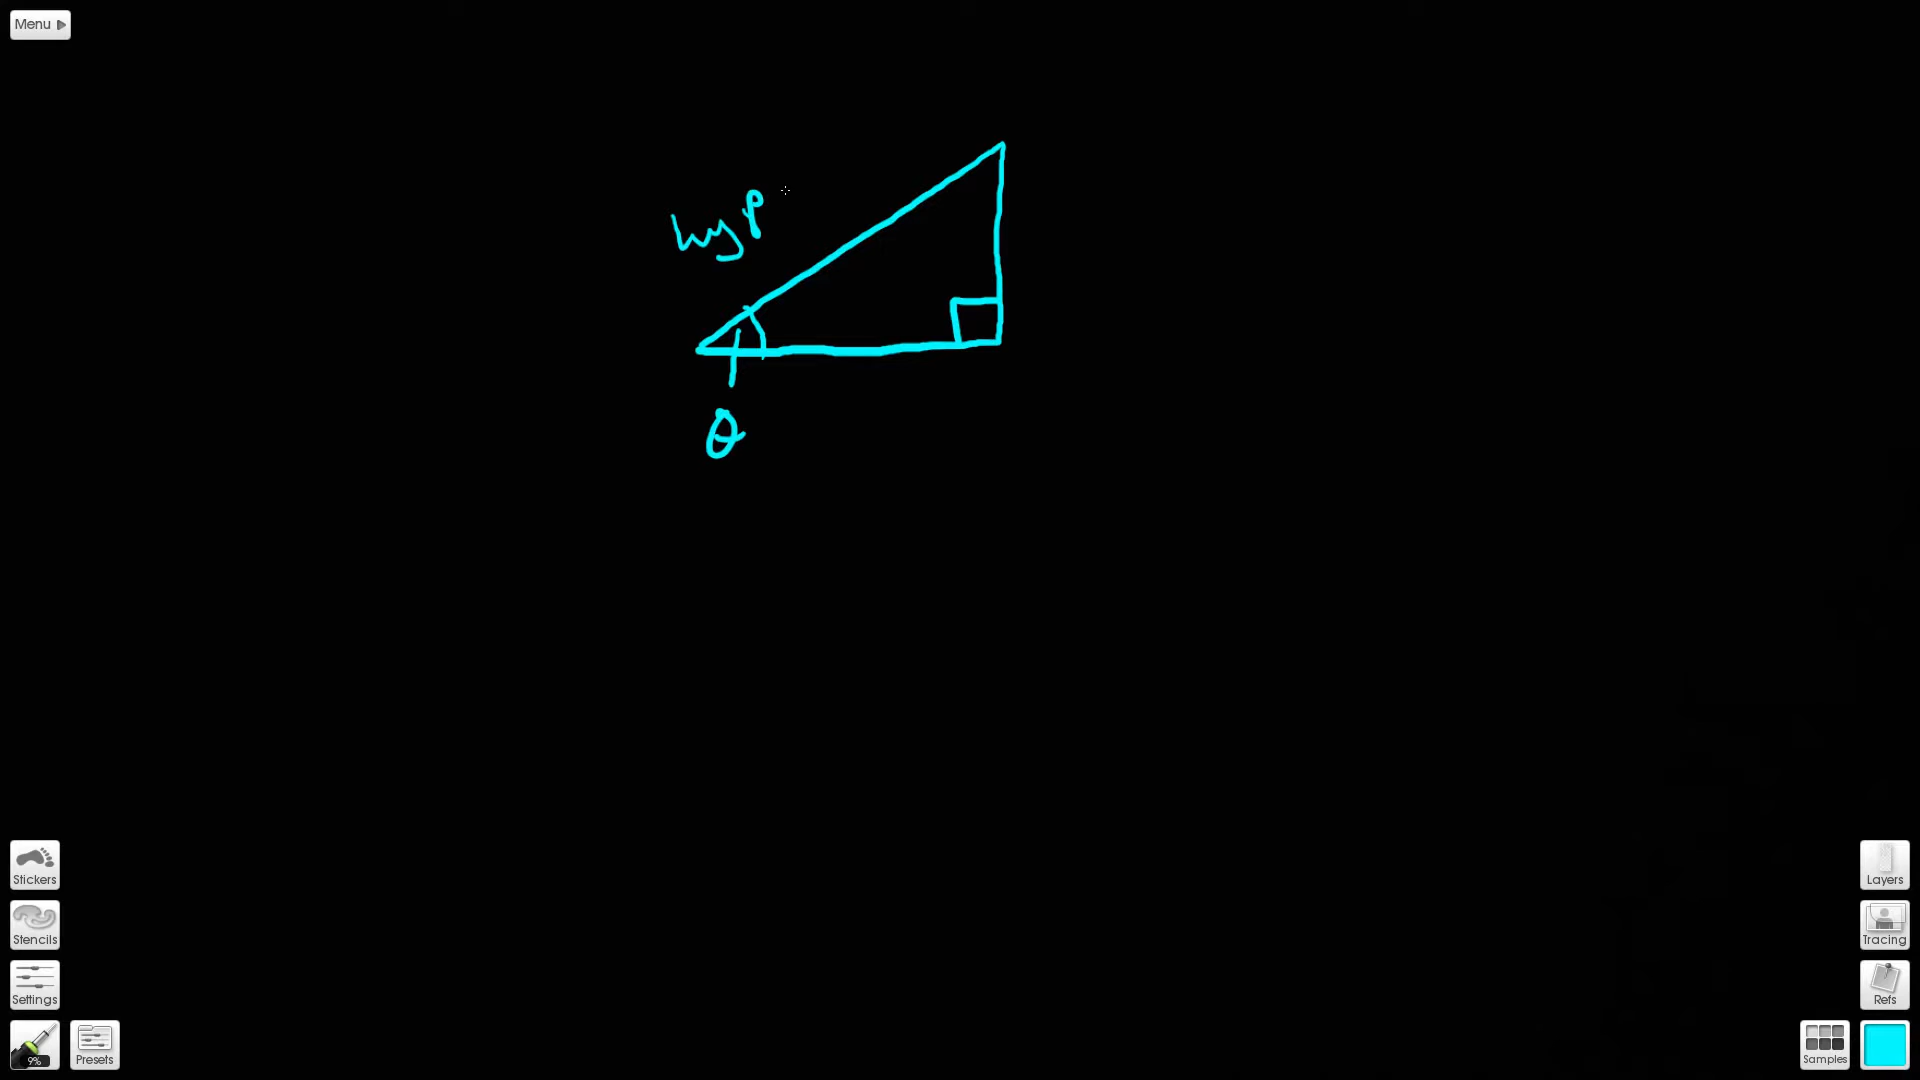 Menu
hyp
θ
Stickers
Stencils
Settings
9%
Presets
Layers
Tracing
Refs
Samples